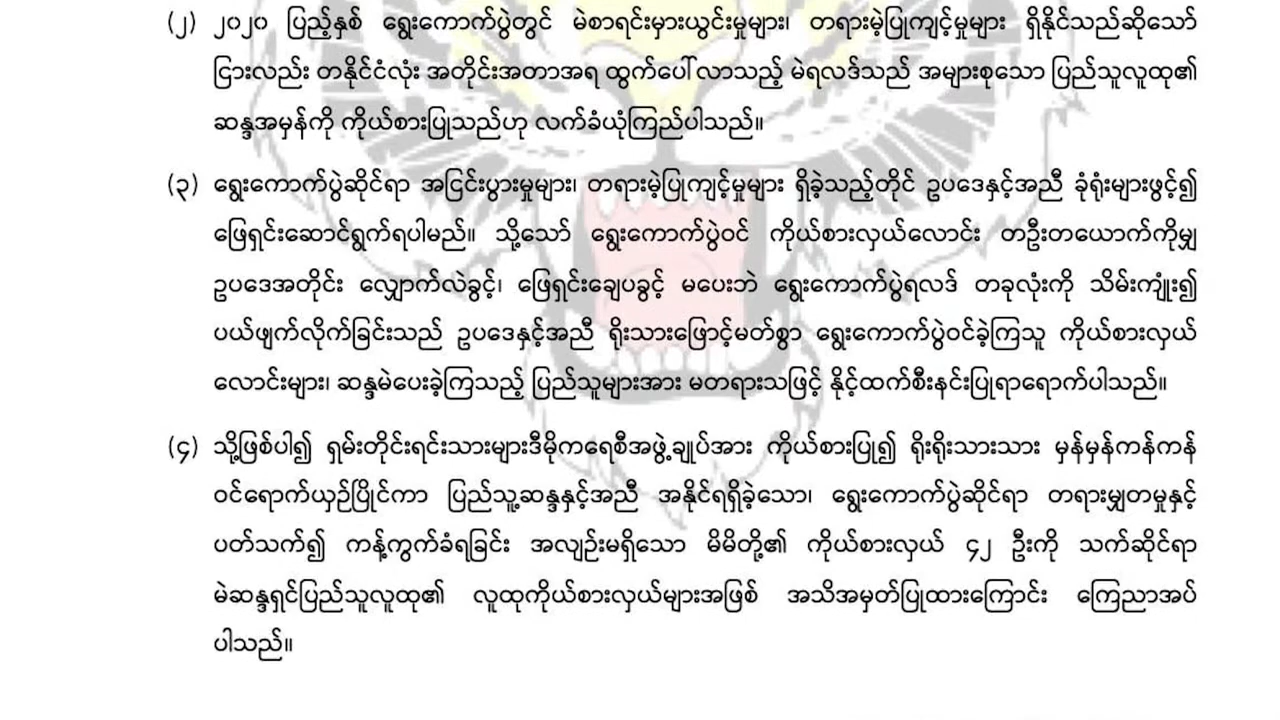 (၂) ၂၀၂၀ ပြည့်နှစ် ရွေးကောက်ပွဲတွင် မဲစာရင်းမှားယွင်းမှုများ၊ တရားမဲ့ပြုကျင့်မှုများ ရှိနိုင်သည်ဆိုသော်
ငြားလည်း တနိုင်ငံလုံး အတိုင်းအတာအရ ထွက်ပေါ်လာသည့် မဲရလဒ်သည် အများစုသော ပြည်သူလူထု၏
ဆန္ဒအမှန်ကို ကိုယ်စားပြုသည်ဟု လက်ခံယုံကြည်ပါသည်။
(၃) ရွေးကောက်ပွဲဆိုင်ရာ အငြင်းပွားမှုများ၊ တရားမဲ့ပြုကျင့်မှုများ ရှိခဲ့သည့်တိုင် ဥပဒေနှင့်အညီ ခုံရုံးများဖွင့်၍
ဖြေရှင်းဆောင်ရွက်ရပါမည်။ သို့သော် ရွေးကောက်ပွဲဝင် ကိုယ်စားလှယ်လောင်း တဦးတယောက်ကိုမျှ
ဥပဒေအတိုင်း လျှောက်လဲခွင့်၊ ဖြေရှင်းချေပခွင့် မပေးဘဲ ရွေးကောက်ပွဲရလဒ် တခုလုံးကို သိမ်းကျုံး၍
ပယ်ဖျက်လိုက်ခြင်းသည် ဥပဒေနှင့်အညီ ရိုးသားဖြောင့်မတ်စွာ ရွေးကောက်ပွဲဝင်ခဲ့ကြသူ ကိုယ်စားလှယ်
လောင်းများ၊ ဆန္ဒမဲပေးခဲ့ကြသည့် ပြည်သူများအား မတရားသဖြင့် နိုင့်ထက်စီးနင်းပြုရာရောက်ပါသည်။
(၄) သို့ဖြစ်ပါ၍ ရှမ်းတိုင်းရင်းသားများဒီမိုကရေစီအဖွဲ့ချုပ်အား ကိုယ်စားပြု၍ ရိုးရိုးသားသား မှန်မှန်ကန်ကန်
ဝင်ရောက်ယှဉ်ပြိုင်ကာ ပြည်သူ့ဆန္ဒနှင့်အညီ အနိုင်ရရှိခဲ့သော၊ ရွေးကောက်ပွဲဆိုင်ရာ တရားမျှတမှုနှင့်
ပတ်သက်၍ ကန့်ကွက်ခံရခြင်း အလျဉ်းမရှိသော မိမိတို့၏ ကိုယ်စားလှယ် ၄၂ ဦးကို သက်ဆိုင်ရာ
မဲဆန္ဒရှင်ပြည်သူလူထု၏ လူထုကိုယ်စားလှယ်များအဖြစ် အသိအမှတ်ပြုထားကြောင်း ကြေညာအပ်
ပါသည်။